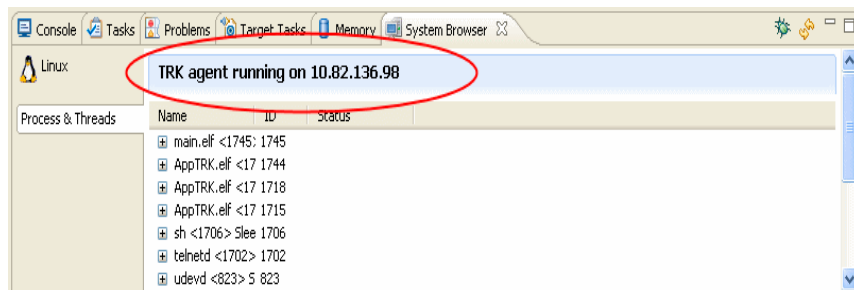 Console Tasks Problems Target Tasks Memory System Browser
Linux
TRK agent running on 10.82.136.98
Process & Threads
Name ID Status
main.elf <1745: 1745
AppTRK.elf <17 1744
AppTRK.elf <17 1718
AppTRK.elf <17 1715
sh <1706> Slee 1706
telnetd <1702> 1702
udevd <823> S 823